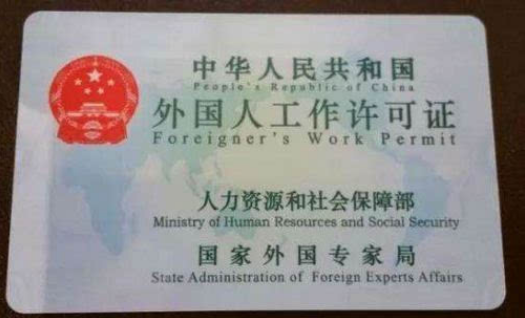 中华人民共和国
People's Republic of China
外国人工作许可证
Foreigner's Work Permit
人力资源和社会保障部
Ministry of Human Resources and Social Security
国家外国专家局
State Administration of Foreign Experts Affairs